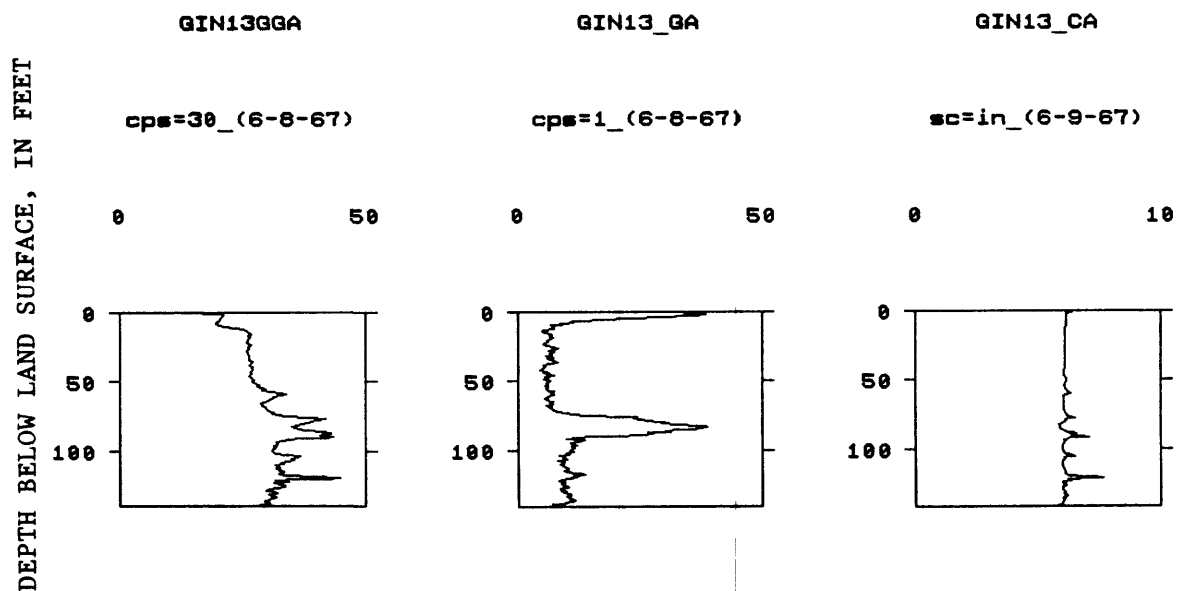 DEPTH BELOW LAND SURFACE, IN FEET
GIN13GGA
cps=30_(6-8-67)
0 50
0
50
100
GIN13_GA
cps=1_(6-8-67)
0 50
0
50
100
GIN13_CA
sc=in_(6-9-67)
0 10
0
50
100